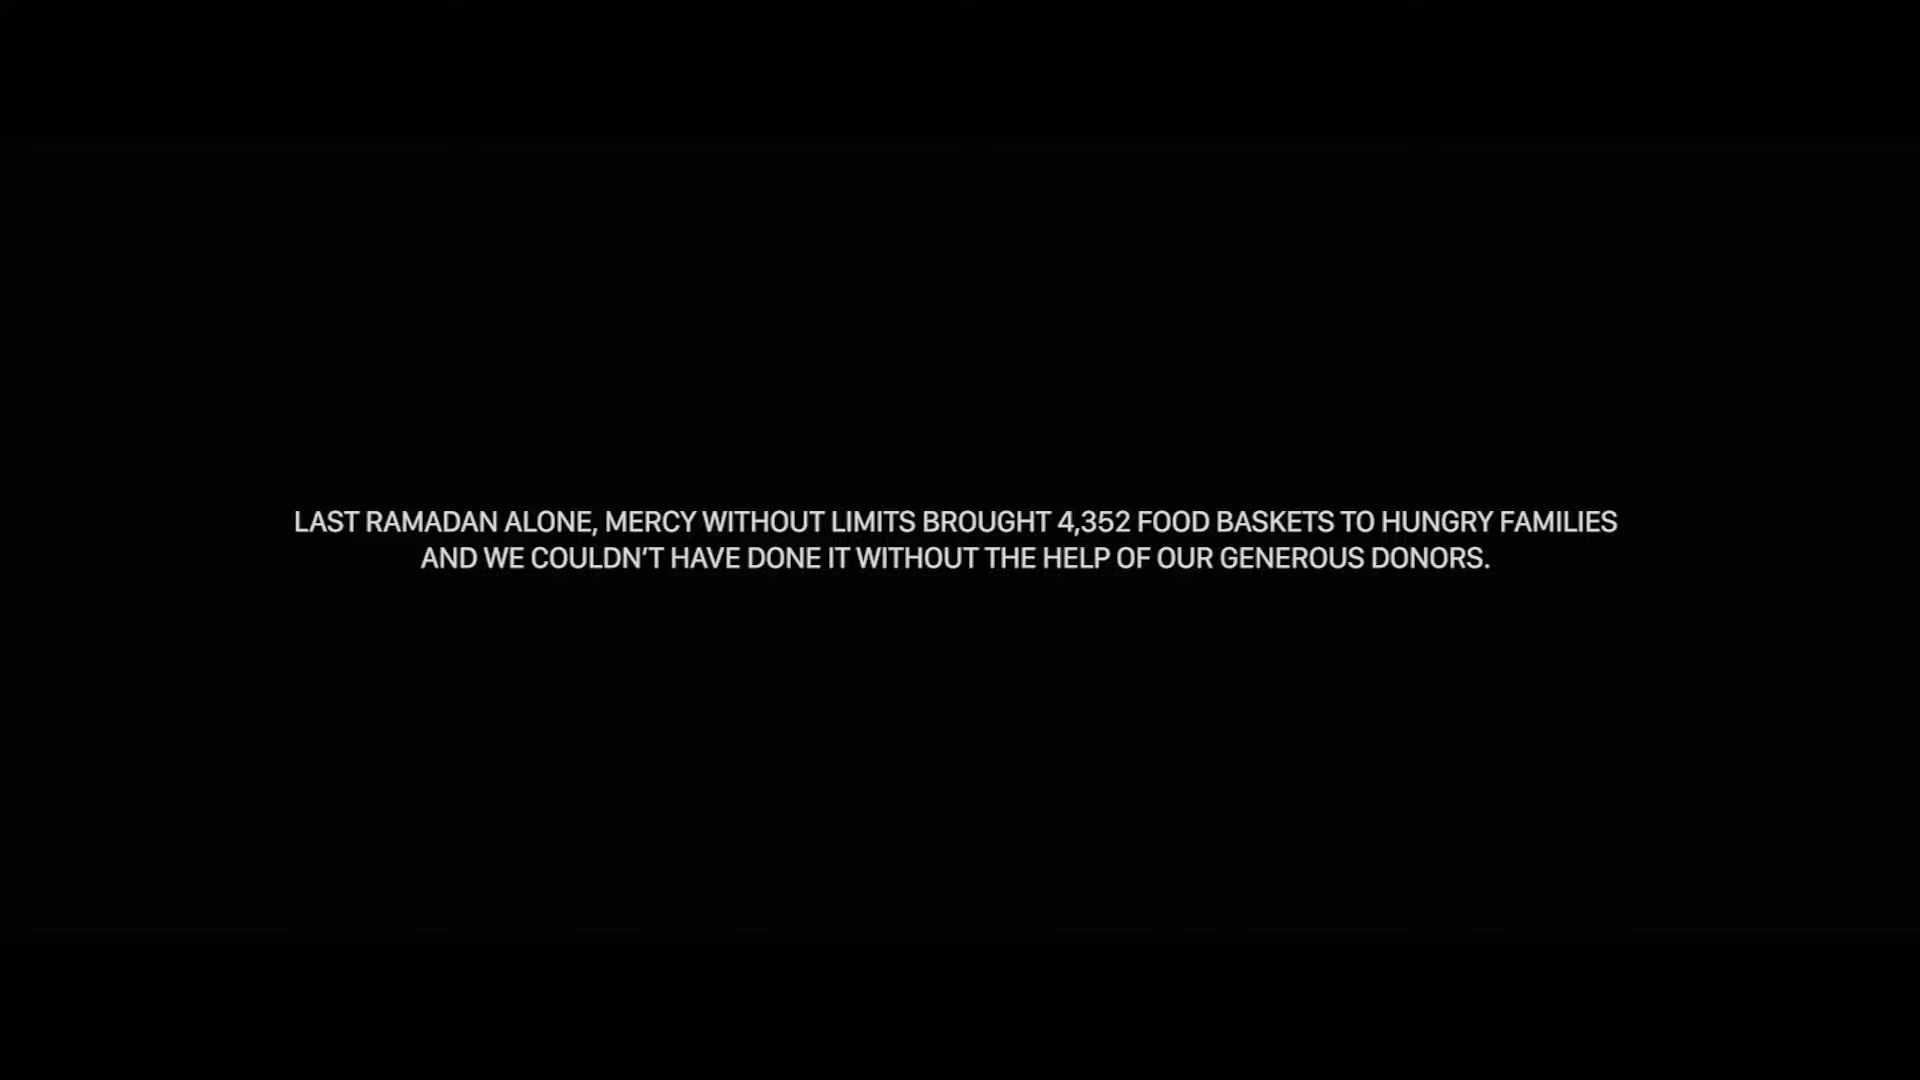 LAST RAMADAN ALONE, MERCY WITHOUT LIMITS BROUGHT 4,352 FOOD BASKETS TO HUNGRY FAMILIES
AND WE COULDN’T HAVE DONE IT WITHOUT THE HELP OF OUR GENEROUS DONORS.